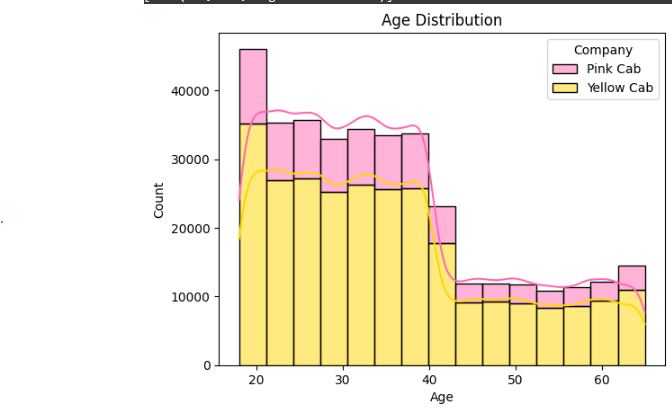 Age Distribution
Company
Pink Cab
Yellow Cab
40000
30000
20000
10000
0
Count
20 30 40 50 60
Age